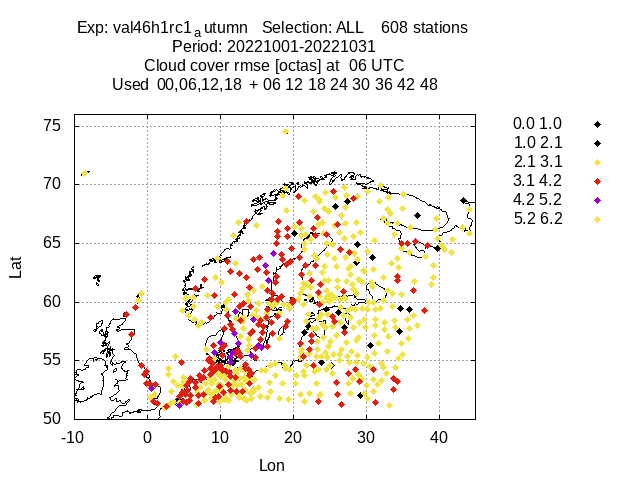 Exp: val46h1rc1autumn Selection: ALL 608 stations
Period: 20221001-20221031
Cloud cover rmse [octas] at 06 UTC
Used 00,06,12,18 + 06 12 18 24 30 36 42 48
0.0 1.0
1.0 2.1
2.1 3.1
3.1 4.2
4.2 5.2
5.2 6.2
75
70
65
60
55
50
Lat
-10 0 10 20 30 40
Lon